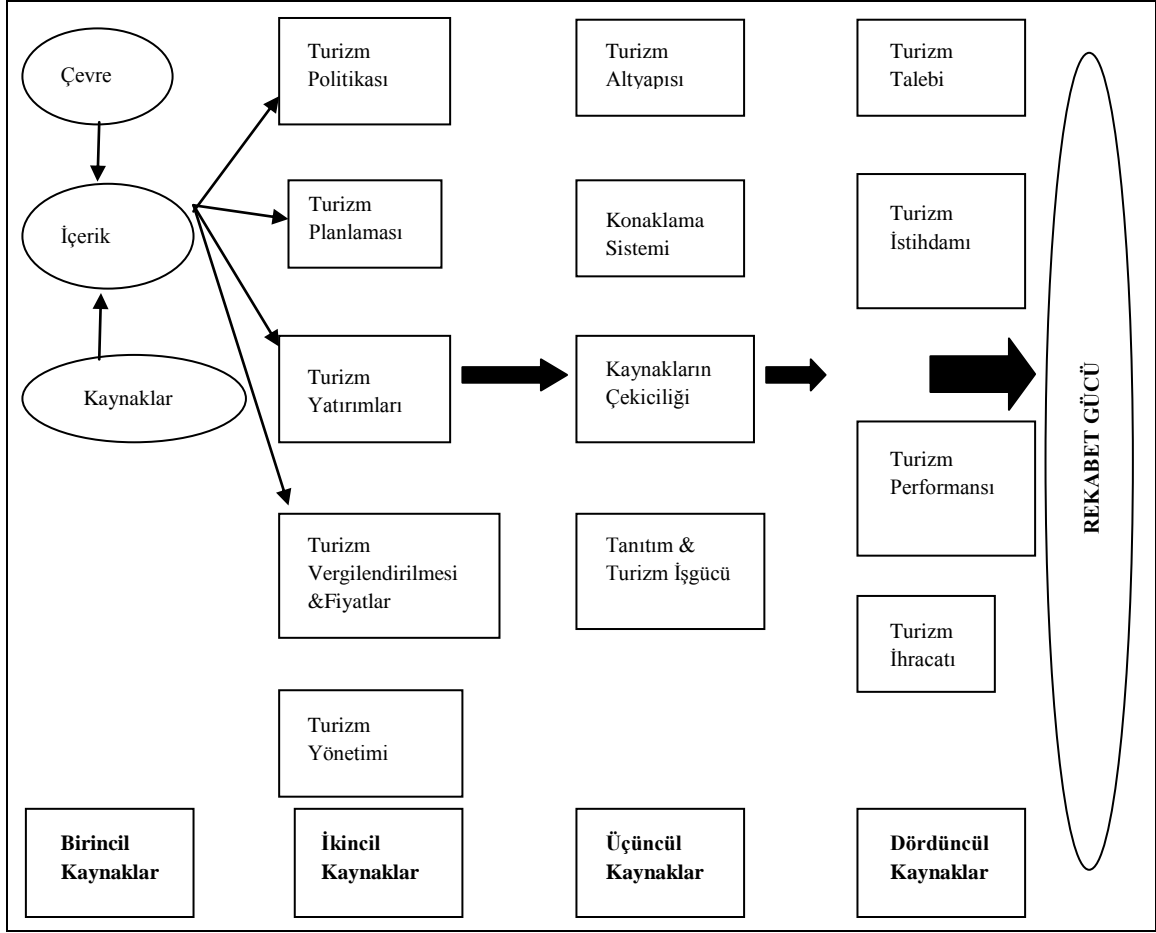 Çevre
İçerik
Kaynaklar
Turizm
Politikası
Turizm
Planlaması
Turizm
Yatırımları
Turizm
Vergilendirilmesi
&Fiyatlar
Turizm
Yönetimi
Turizm
Altyapısı
Konaklama
Sistemi
Kaynakların
Çekiciliği
Tanıtım &
Turizm İşgücü
Turizm
Talebi
Turizm
İstihdamı
Turizm
Performansı
Turizm
İhracatı
REKABET GÜCÜ
Birincil
Kaynaklar
İkincil
Kaynaklar
Üçüncül
Kaynaklar
Dördüncül
Kaynaklar